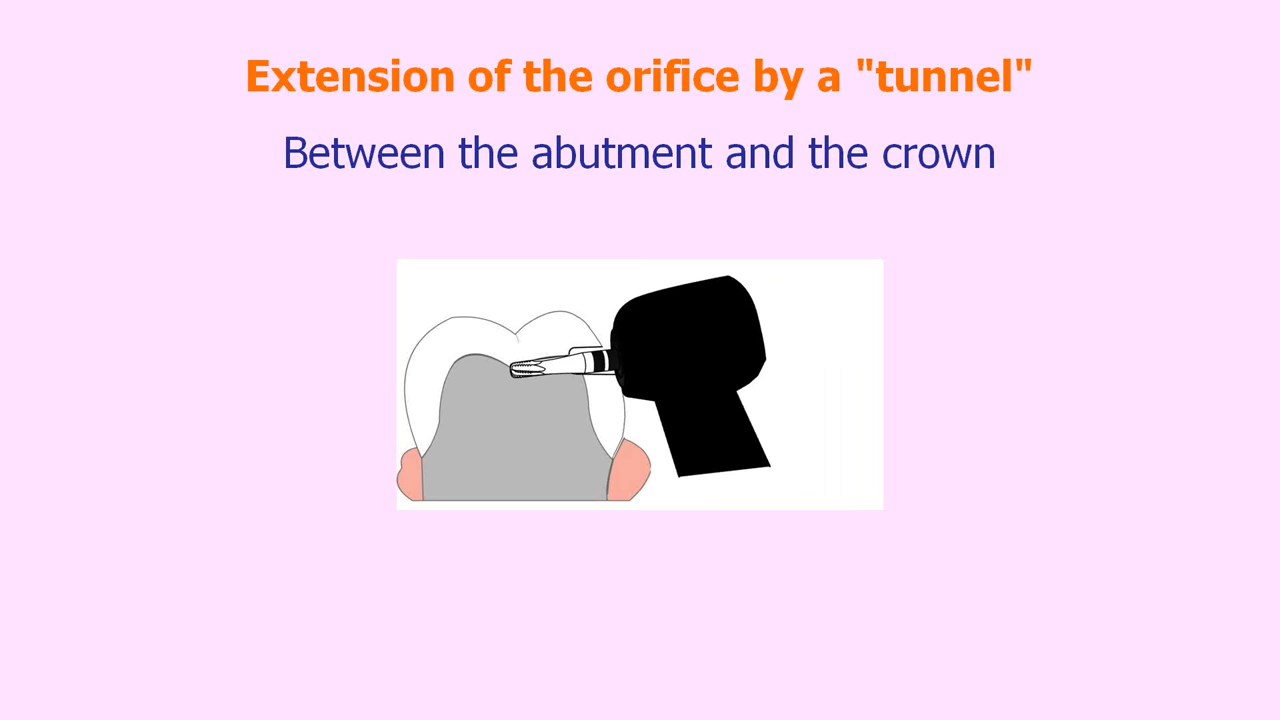 Extension of the orifice by a "tunnel"
Between the abutment and the crown